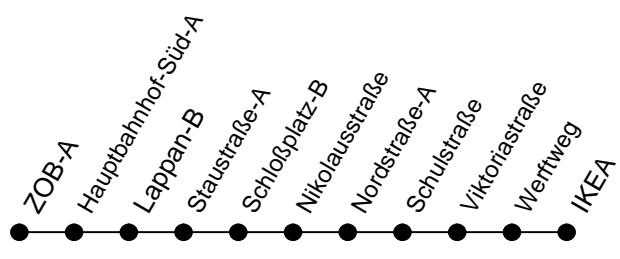 ZOB-A
Hauptbahnhof-Süd-A
Lappan-B
Staustraße-A
Schloßplatz-B
Nikolausstraße
Nordstraße-A
Schulstraße
Viktoriastraße
Werftweg
IKEA